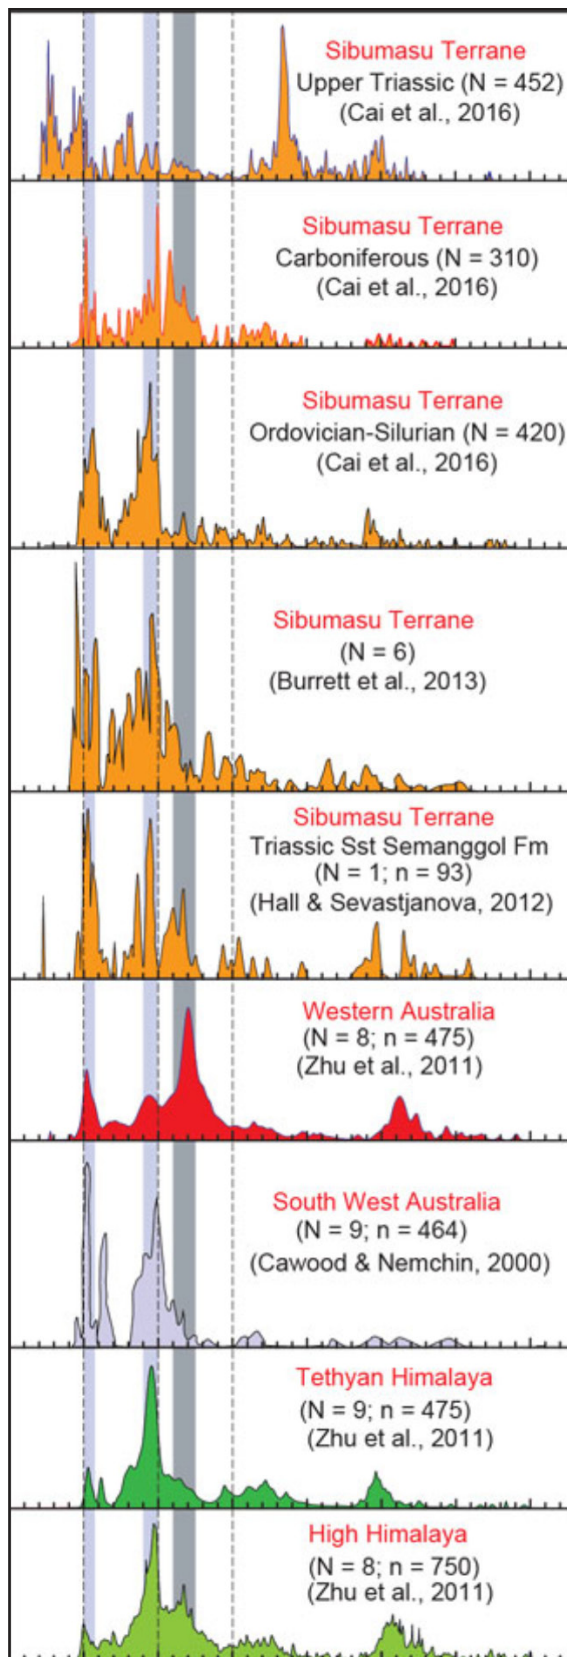 Sibumasu Terrane
Upper Triassic (N = 452)
(Cai et al., 2016)
Sibumasu Terrane
Carboniferous (N = 310)
(Cai et al., 2016)
Sibumasu Terrane
Ordovician-Silurian (N = 420)
(Cai et al., 2016)
Sibumasu Terrane
(N = 6)
(Burrett et al., 2013)
Sibumasu Terrane
Triassic Sst Semanggol Fm
(N = 1; n = 93)
(Hall & Sevastjanova, 2012)
Western Australia
(N = 8; n = 475)
(Zhu et al., 2011)
South West Australia
(N = 9; n = 464)
(Cawood & Nemchin, 2000)
Tethyan Himalaya
(N = 9; n = 475)
(Zhu et al., 2011)
High Himalaya
(N = 8; n = 750)
(Zhu et al., 2011)